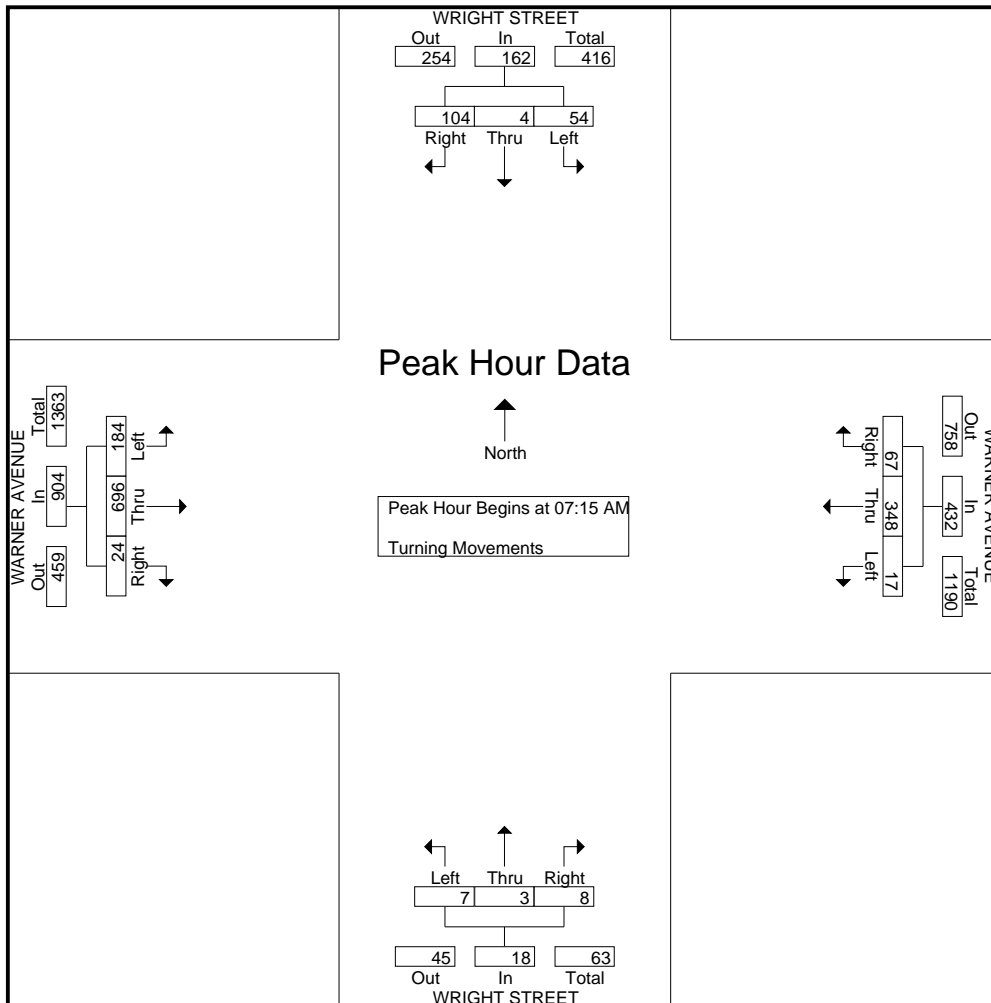 WRIGHT STREET
Out In Total
254 162 416
104 4 54
Right Thru Left
Peak Hour Data
North
Peak Hour Begins at 07:15 AM
Turning Movements
WARNER AVENUE
Out In Total
459 904 1363
Right Thru Left
24 696 184
WARNER AVENUE
Out In Total
758 432 1190
Right Thru Left
67 348 17
Left Thru Right
7 3 8
45 18 63
Out In Total
WRIGHT STREET